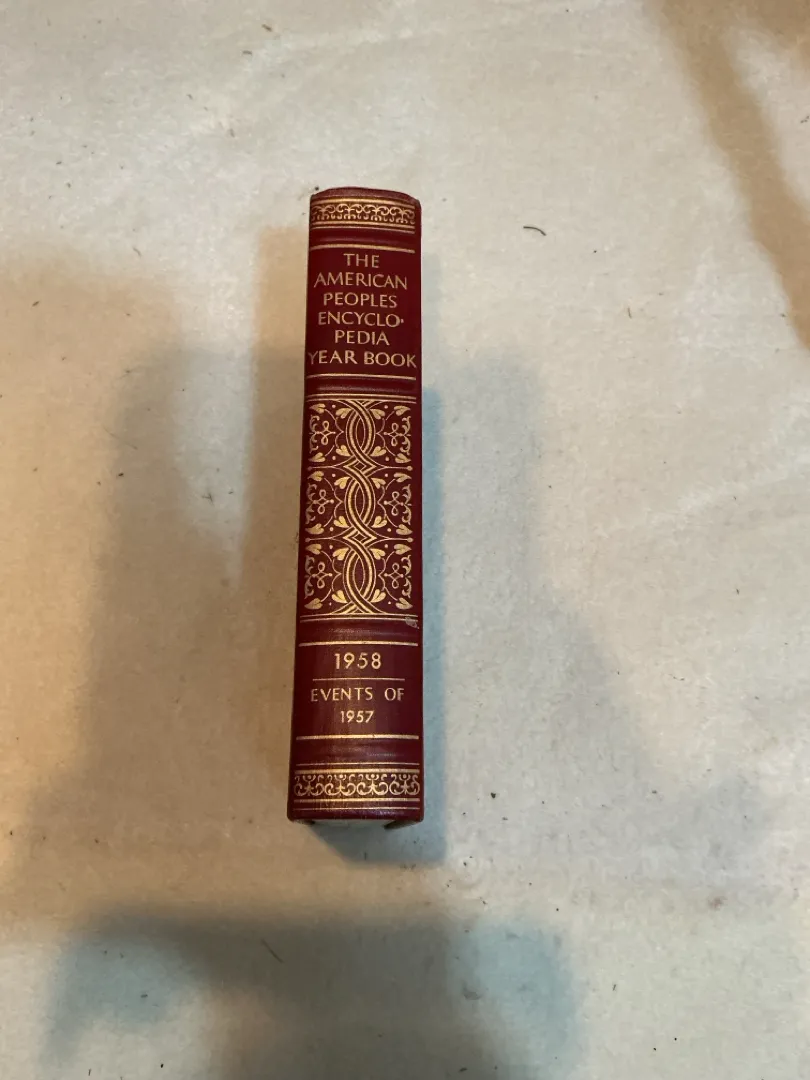 THE
AMERICAN
PEOPLES
ENCYCLO-
PEDIA
YEAR BOOK
1958
EVENTS OF
1957